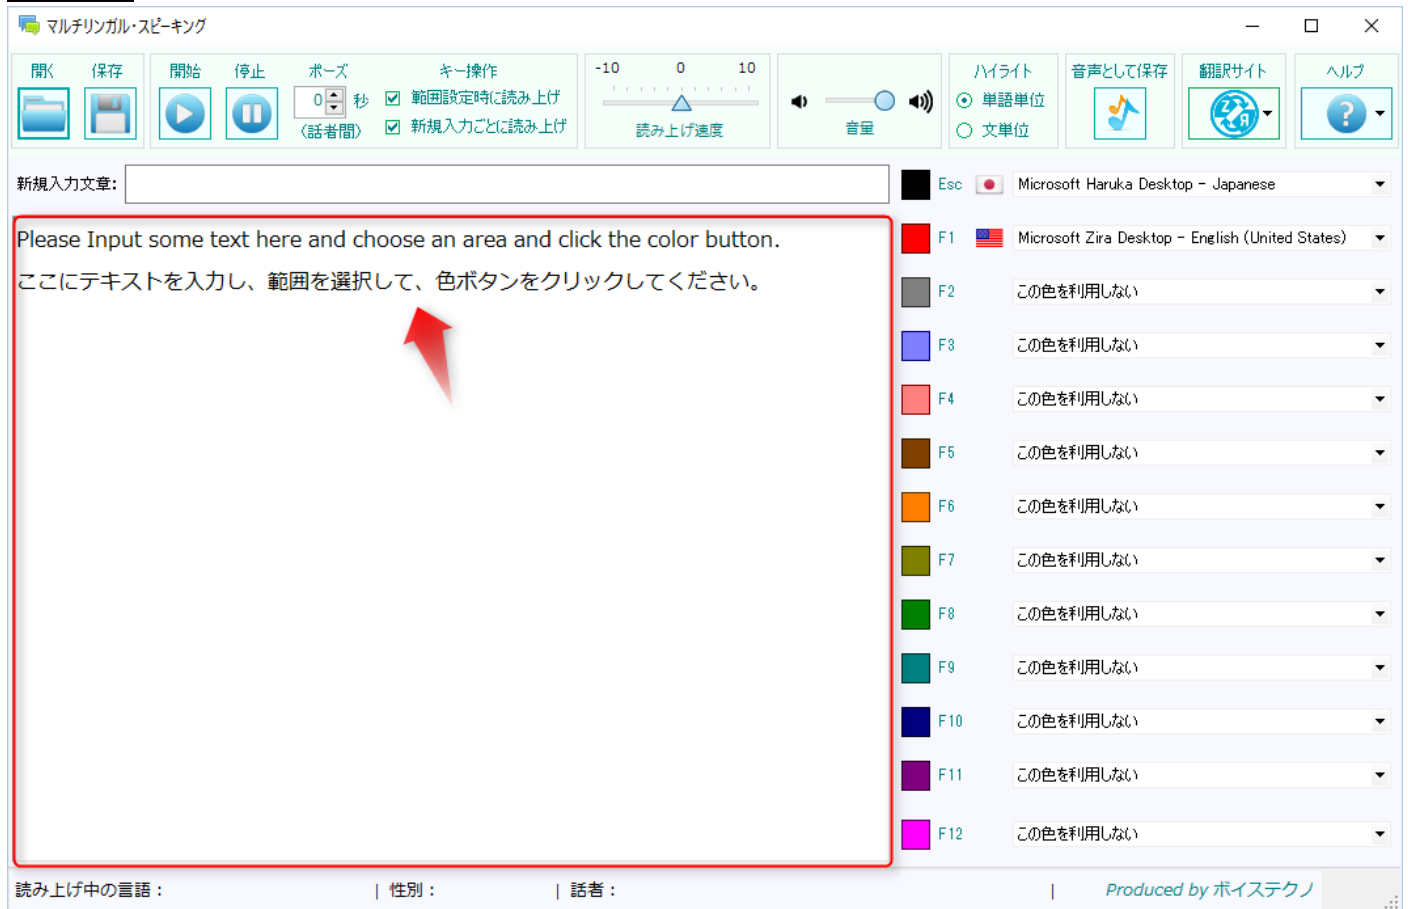 マルチリンガル・スピーキング
開く 保存 開始 停止 ポーズ キー操作 -10 0 10 ハイライト 音声として保存 翻訳サイト ヘルプ
0 秒 範囲設定時に読み上げ 単語単位
(話者間) 新規入力ごとに読み上げ 読み上げ速度 音量 文単位
新規入力文章: Esc Microsoft Haruka Desktop - Japanese
Please Input some text here and choose an area and click the color button.
ここにテキストを入力し、範囲を選択して、色ボタンをクリックしてください。
F1 Microsoft Zira Desktop - English (United States)
F2 この色を利用しない
F3 この色を利用しない
F4 この色を利用しない
F5 この色を利用しない
F6 この色を利用しない
F7 この色を利用しない
F8 この色を利用しない
F9 この色を利用しない
F10 この色を利用しない
F11 この色を利用しない
F12 この色を利用しない
読み上げ中の言語： | 性別： | 話者： | Produced by ボイステクノ